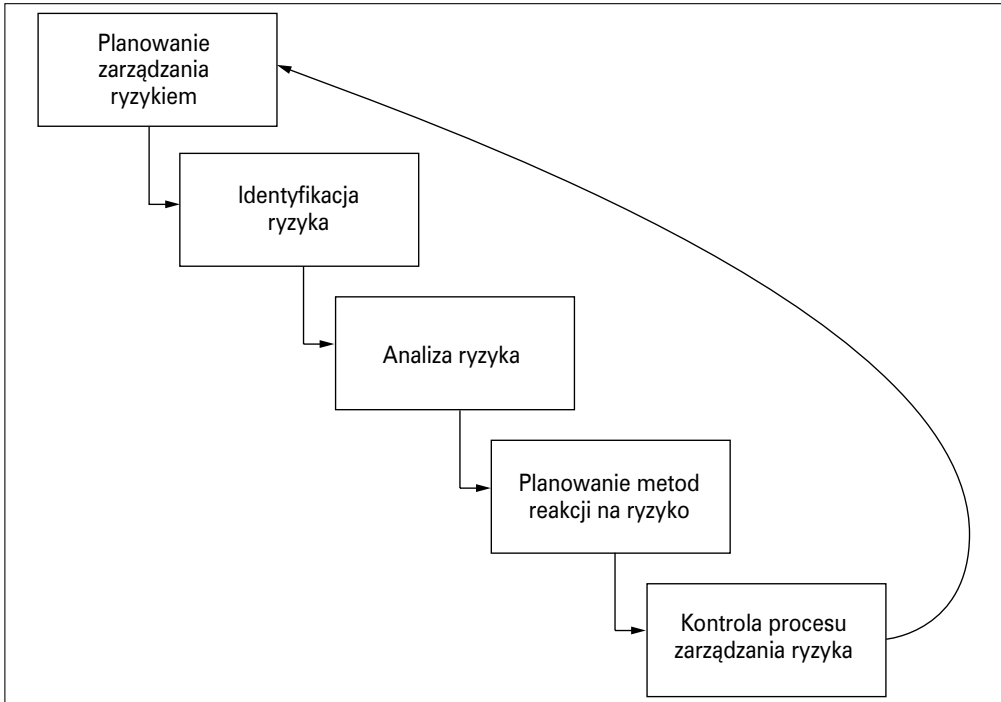 Planowanie
zarządzania
ryzykiem
Identyfikacja
ryzyka
Analiza ryzyka
Planowanie metod
reakcji na ryzyko
Kontrola procesu
zarządzania ryzyka